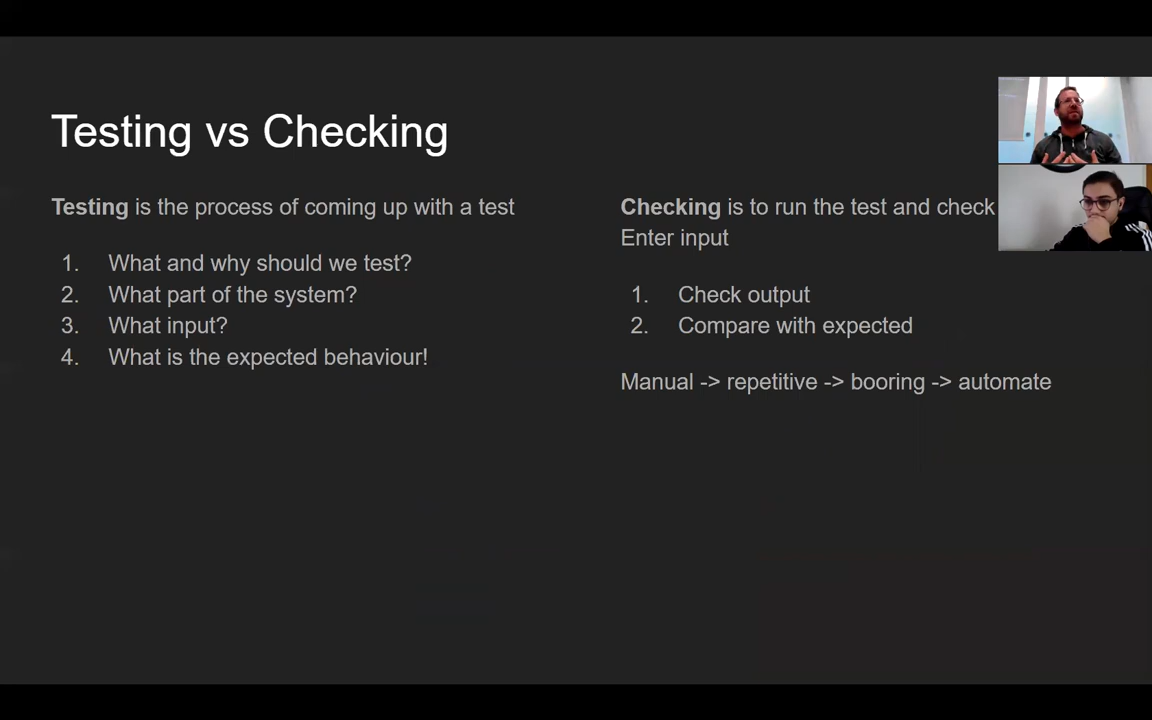 Testing vs Checking
Testing is the process of coming up with a test
1. What and why should we test?
2. What part of the system?
3. What input?
4. What is the expected behaviour!
Checking is to run the test and check
Enter input
1. Check output
2. Compare with expected
Manual -> repetitive -> booring -> automate